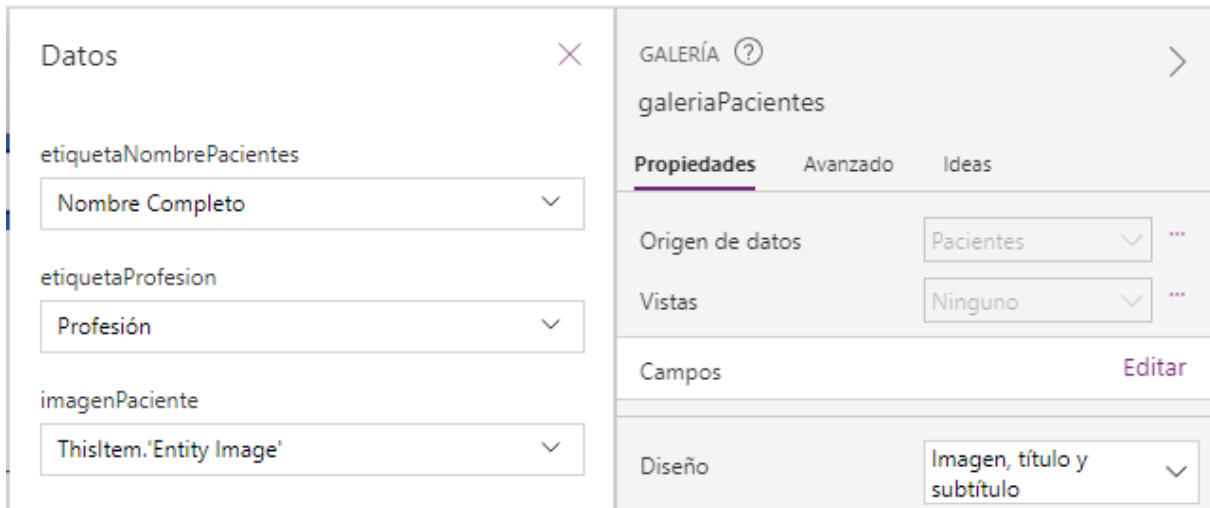 Datos
etiquetaNombrePacientes
Nombre Completo
etiquetaProfesion
Profesión
imagenPaciente
ThisItem.'Entity Image'
GALERÍA ?
galeriaPacientes
Propiedades Avanzado Ideas
Origen de datos Pacientes ...
Vistas Ninguno ...
Campos Editar
Diseño Imagen, título y
subtítulo